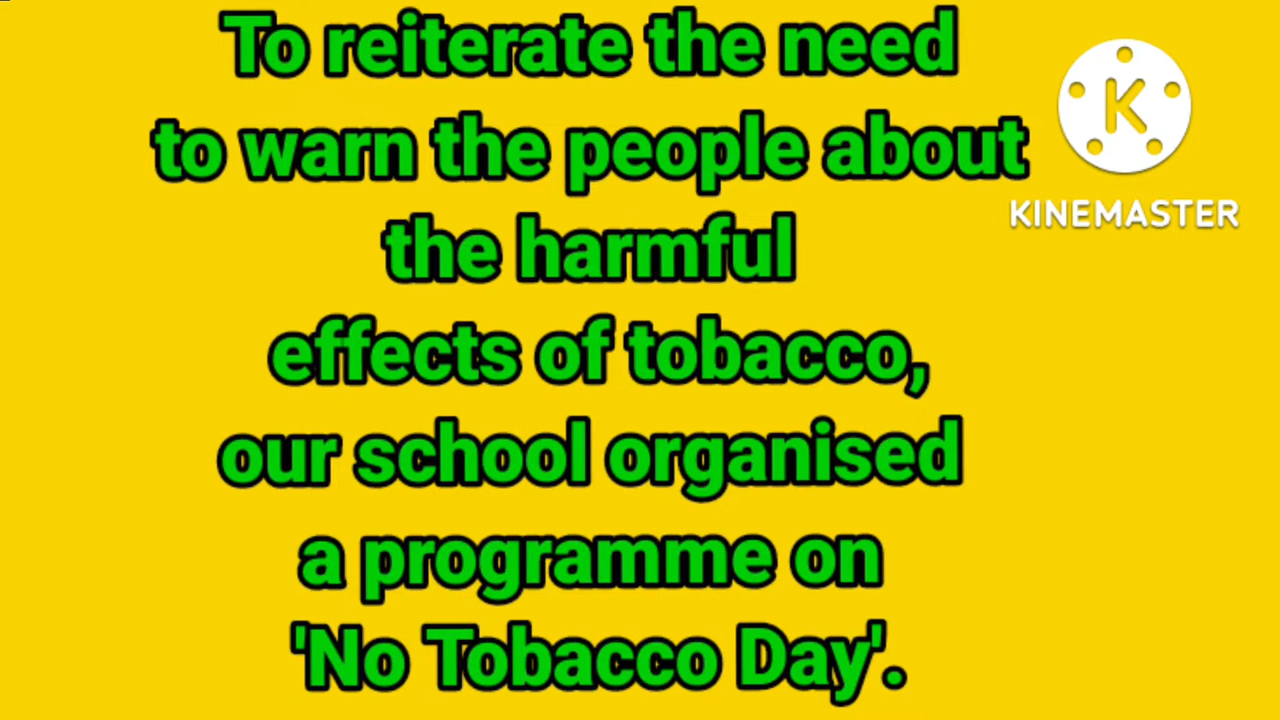 To reiterate the need
to warn the people about
the harmful
effects of tobacco,
our school organised
a programme on
'No Tobacco Day'.
K
KINEMASTER